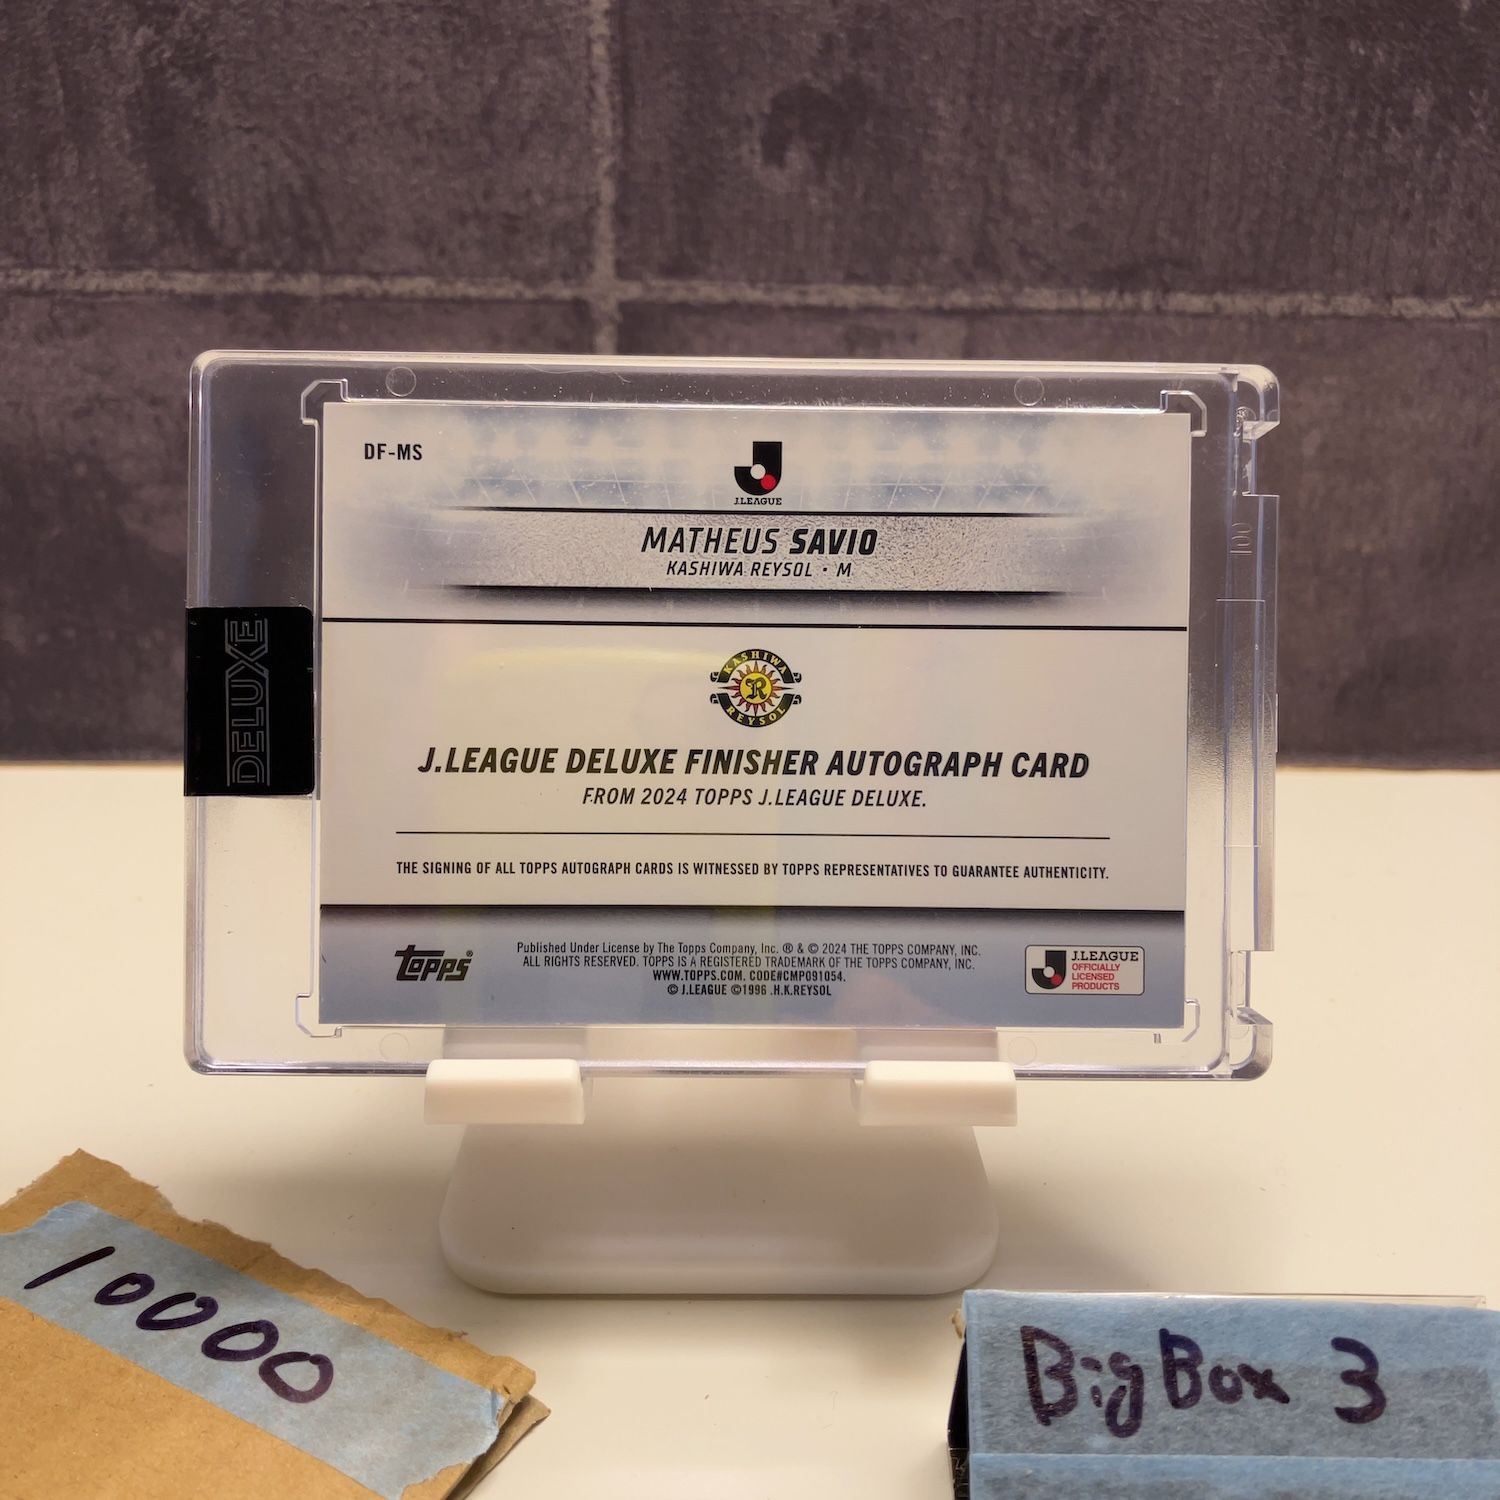 DF-MS
J.LEAGUE
MATHEUS SAVIO
KASHIWA REYSOL • M
DELUXE
100
KASHIWA
R
REYSOL
J.LEAGUE DELUXE FINISHER AUTOGRAPH CARD
FROM 2024 TOPPS J.LEAGUE DELUXE.
THE SIGNING OF ALL TOPPS AUTOGRAPH CARDS IS WITNESSED BY TOPPS REPRESENTATIVES TO GUARANTEE AUTHENTICITY.
topps®
Published Under License by The Topps Company, Inc. ® & © 2024 THE TOPPS COMPANY, INC.
ALL RIGHTS RESERVED. TOPPS IS A REGISTERED TRADEMARK OF THE TOPPS COMPANY, INC.
WWW.TOPPS.COM. CODE#CMP091054.
© J.LEAGUE ©1996 .H.K.REYSOL
J.LEAGUE
OFFICIALLY
LICENSED
PRODUCTS
10000
Big Box 3